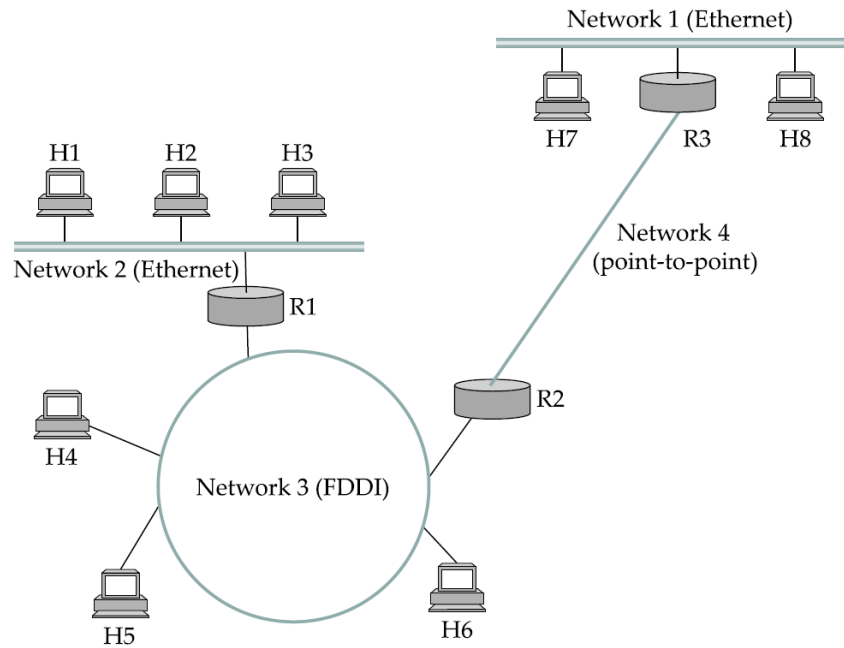 Network 1 (Ethernet)
H7
R3
H8
H1
H2
H3
Network 2 (Ethernet)
R1
Network 4
(point-to-point)
R2
H4
Network 3 (FDDI)
H5
H6